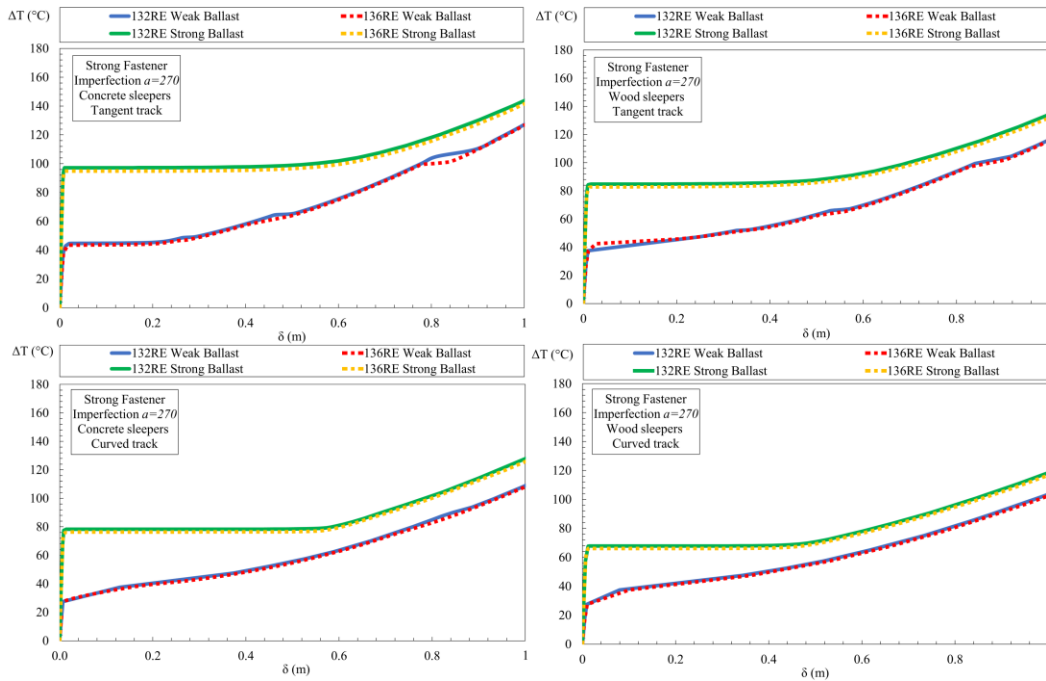 ΔT (°C)
132RE Weak Ballast
136RE Weak Ballast
132RE Strong Ballast
136RE Strong Ballast
180
160
140
120
100
80
60
40
20
0
Strong Fastener
Imperfection a=270
Concrete sleepers
Tangent track
0 0.2 0.4 0.6 0.8 1
δ (m)
ΔT (°C)
132RE Weak Ballast
136RE Weak Ballast
132RE Strong Ballast
136RE Strong Ballast
180
160
140
120
100
80
60
40
20
0
Strong Fastener
Imperfection a=270
Wood sleepers
Tangent track
0 0.2 0.4 0.6 0.8
δ (m)
ΔT (°C)
132RE Weak Ballast
136RE Weak Ballast
132RE Strong Ballast
136RE Strong Ballast
180
160
140
120
100
80
60
40
20
0
Strong Fastener
Imperfection a=270
Concrete sleepers
Curved track
0.0 0.2 0.4 0.6 0.8 1
δ (m)
ΔT (°C)
132RE Weak Ballast
136RE Weak Ballast
132RE Strong Ballast
136RE Strong Ballast
180
160
140
120
100
80
60
40
20
0
Strong Fastener
Imperfection a=270
Wood sleepers
Curved track
0.0 0.2 0.4 0.6 0.8
δ (m)